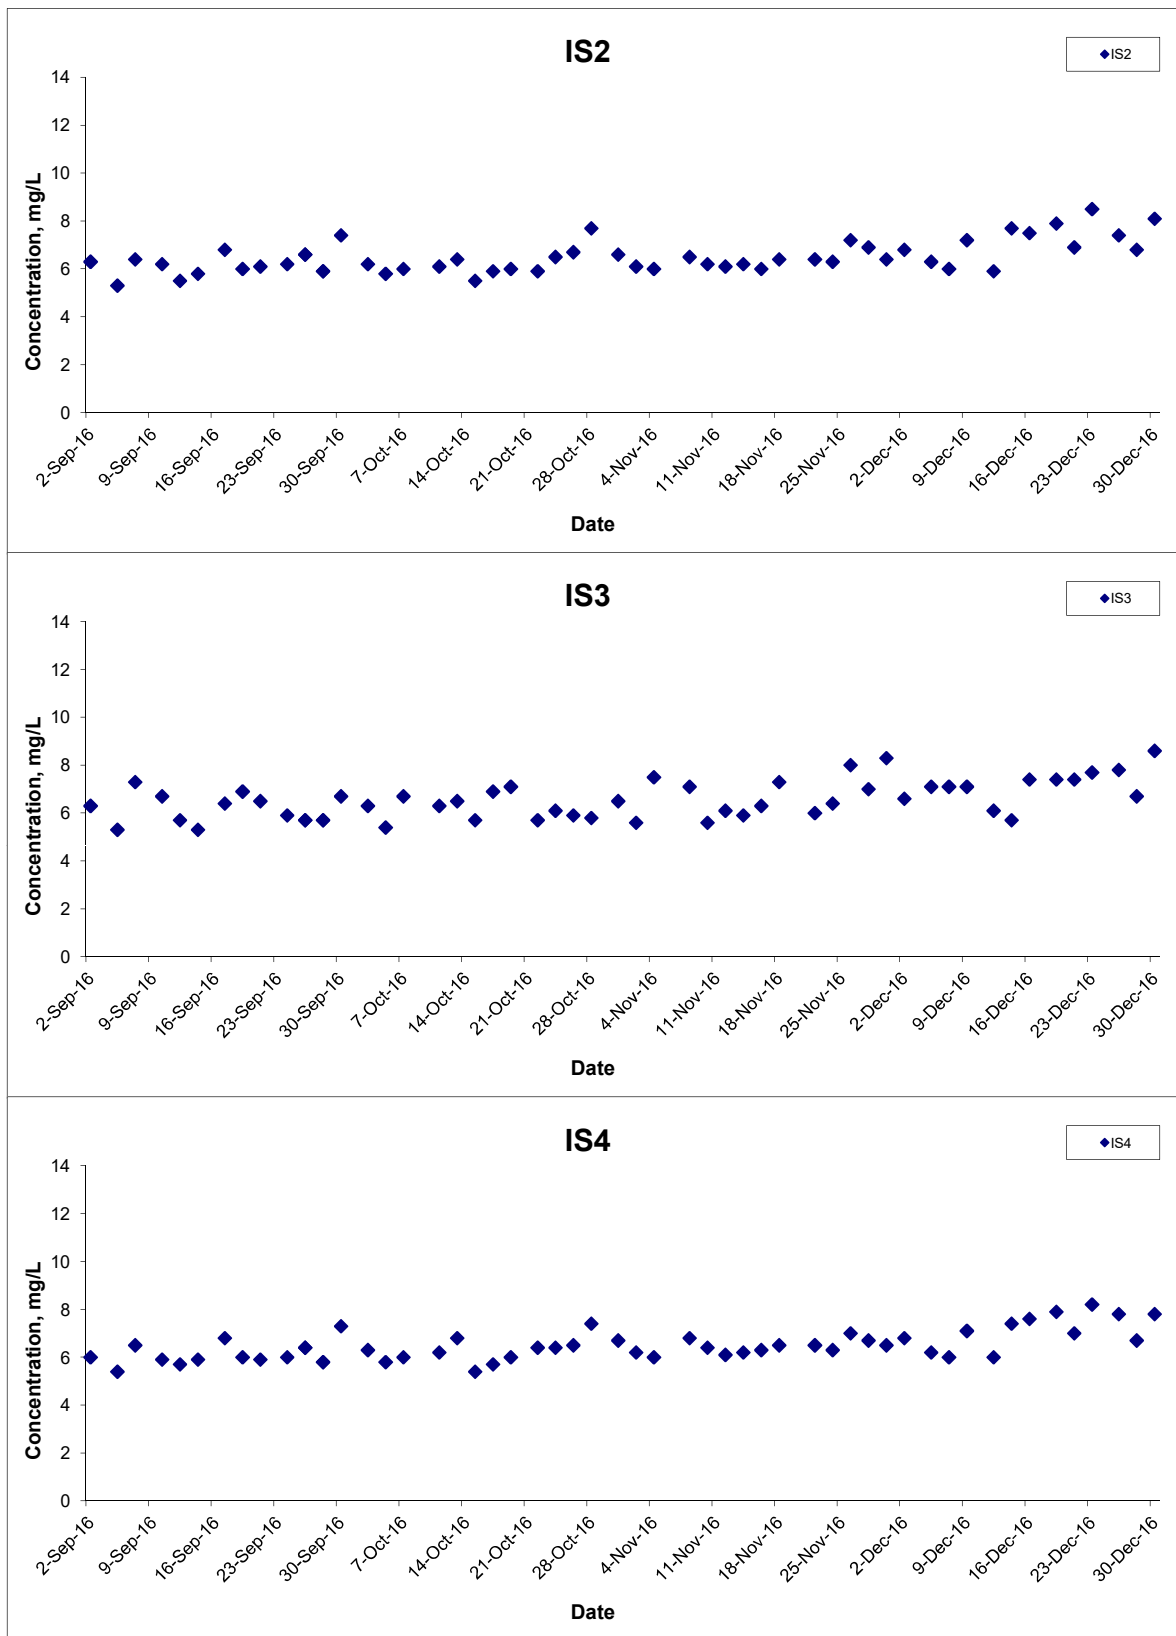 IS2
IS2
14
12
10
8
6
4
2
0
Concentration, mg/L
2-Sep-16
9-Sep-16
16-Sep-16
23-Sep-16
30-Sep-16
7-Oct-16
14-Oct-16
21-Oct-16
28-Oct-16
4-Nov-16
11-Nov-16
18-Nov-16
25-Nov-16
2-Dec-16
9-Dec-16
16-Dec-16
23-Dec-16
30-Dec-16
Date
IS3
IS3
14
12
10
8
6
4
2
0
Concentration, mg/L
2-Sep-16
9-Sep-16
16-Sep-16
23-Sep-16
30-Sep-16
7-Oct-16
14-Oct-16
21-Oct-16
28-Oct-16
4-Nov-16
11-Nov-16
18-Nov-16
25-Nov-16
2-Dec-16
9-Dec-16
16-Dec-16
23-Dec-16
30-Dec-16
Date
IS4
IS4
14
12
10
8
6
4
2
0
Concentration, mg/L
2-Sep-16
9-Sep-16
16-Sep-16
23-Sep-16
30-Sep-16
7-Oct-16
14-Oct-16
21-Oct-16
28-Oct-16
4-Nov-16
11-Nov-16
18-Nov-16
25-Nov-16
2-Dec-16
9-Dec-16
16-Dec-16
23-Dec-16
30-Dec-16
Date